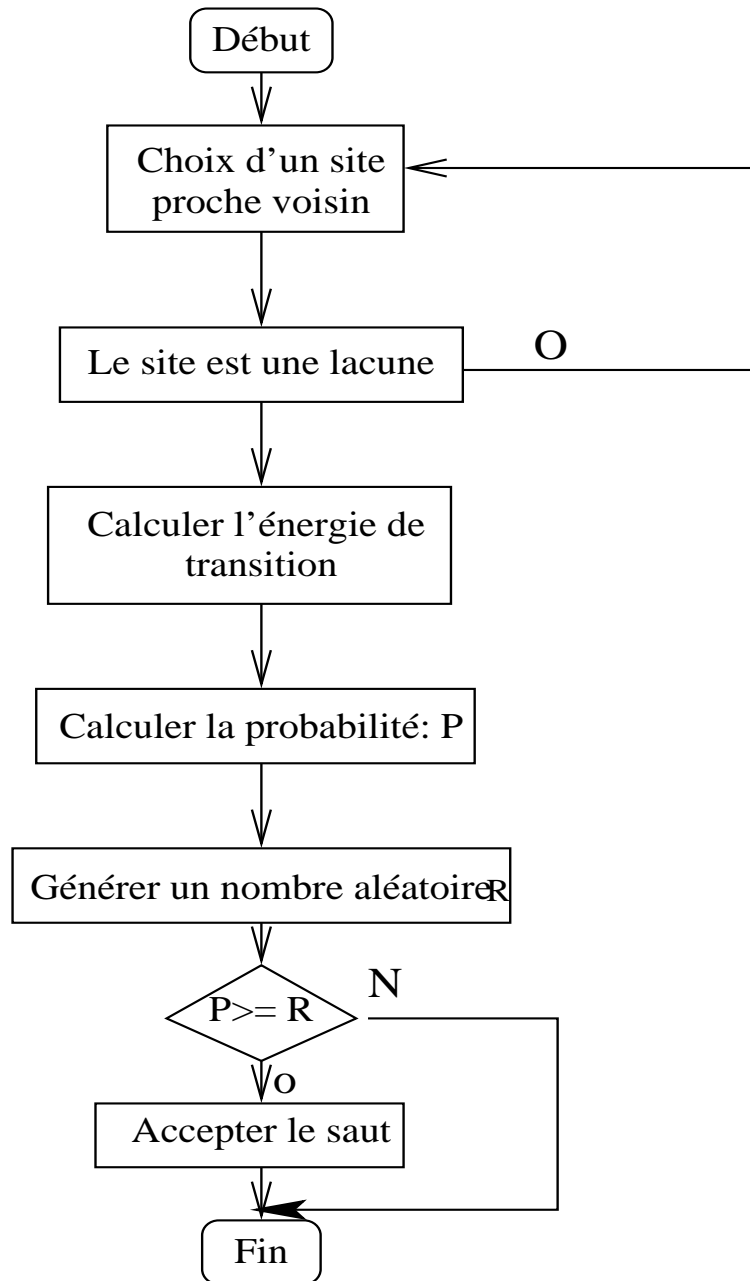 Début
Choix d'un site
proche voisin
Le site est une lacune
O
Calculer l'énergie de
transition
Calculer la probabilité: P
Générer un nombre aléatoire R
P>= R
N
O
Accepter le saut
Fin